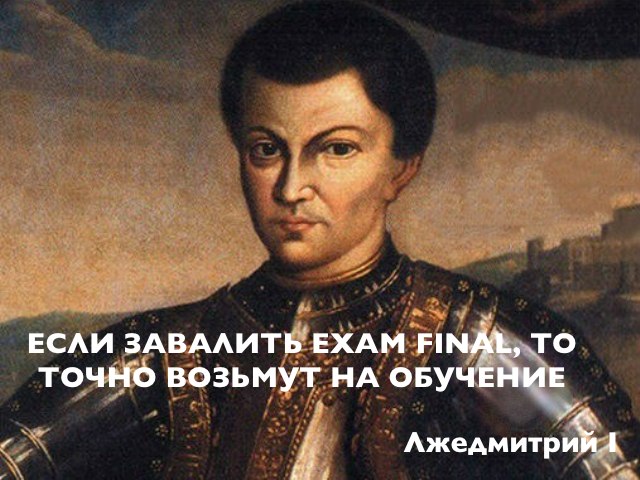 ЕСЛИ ЗАВАЛИТЬ EXAM FINAL, ТО
ТОЧНО ВОЗЬМУТ НА ОБУЧЕНИЕ
Лжедмитрий I